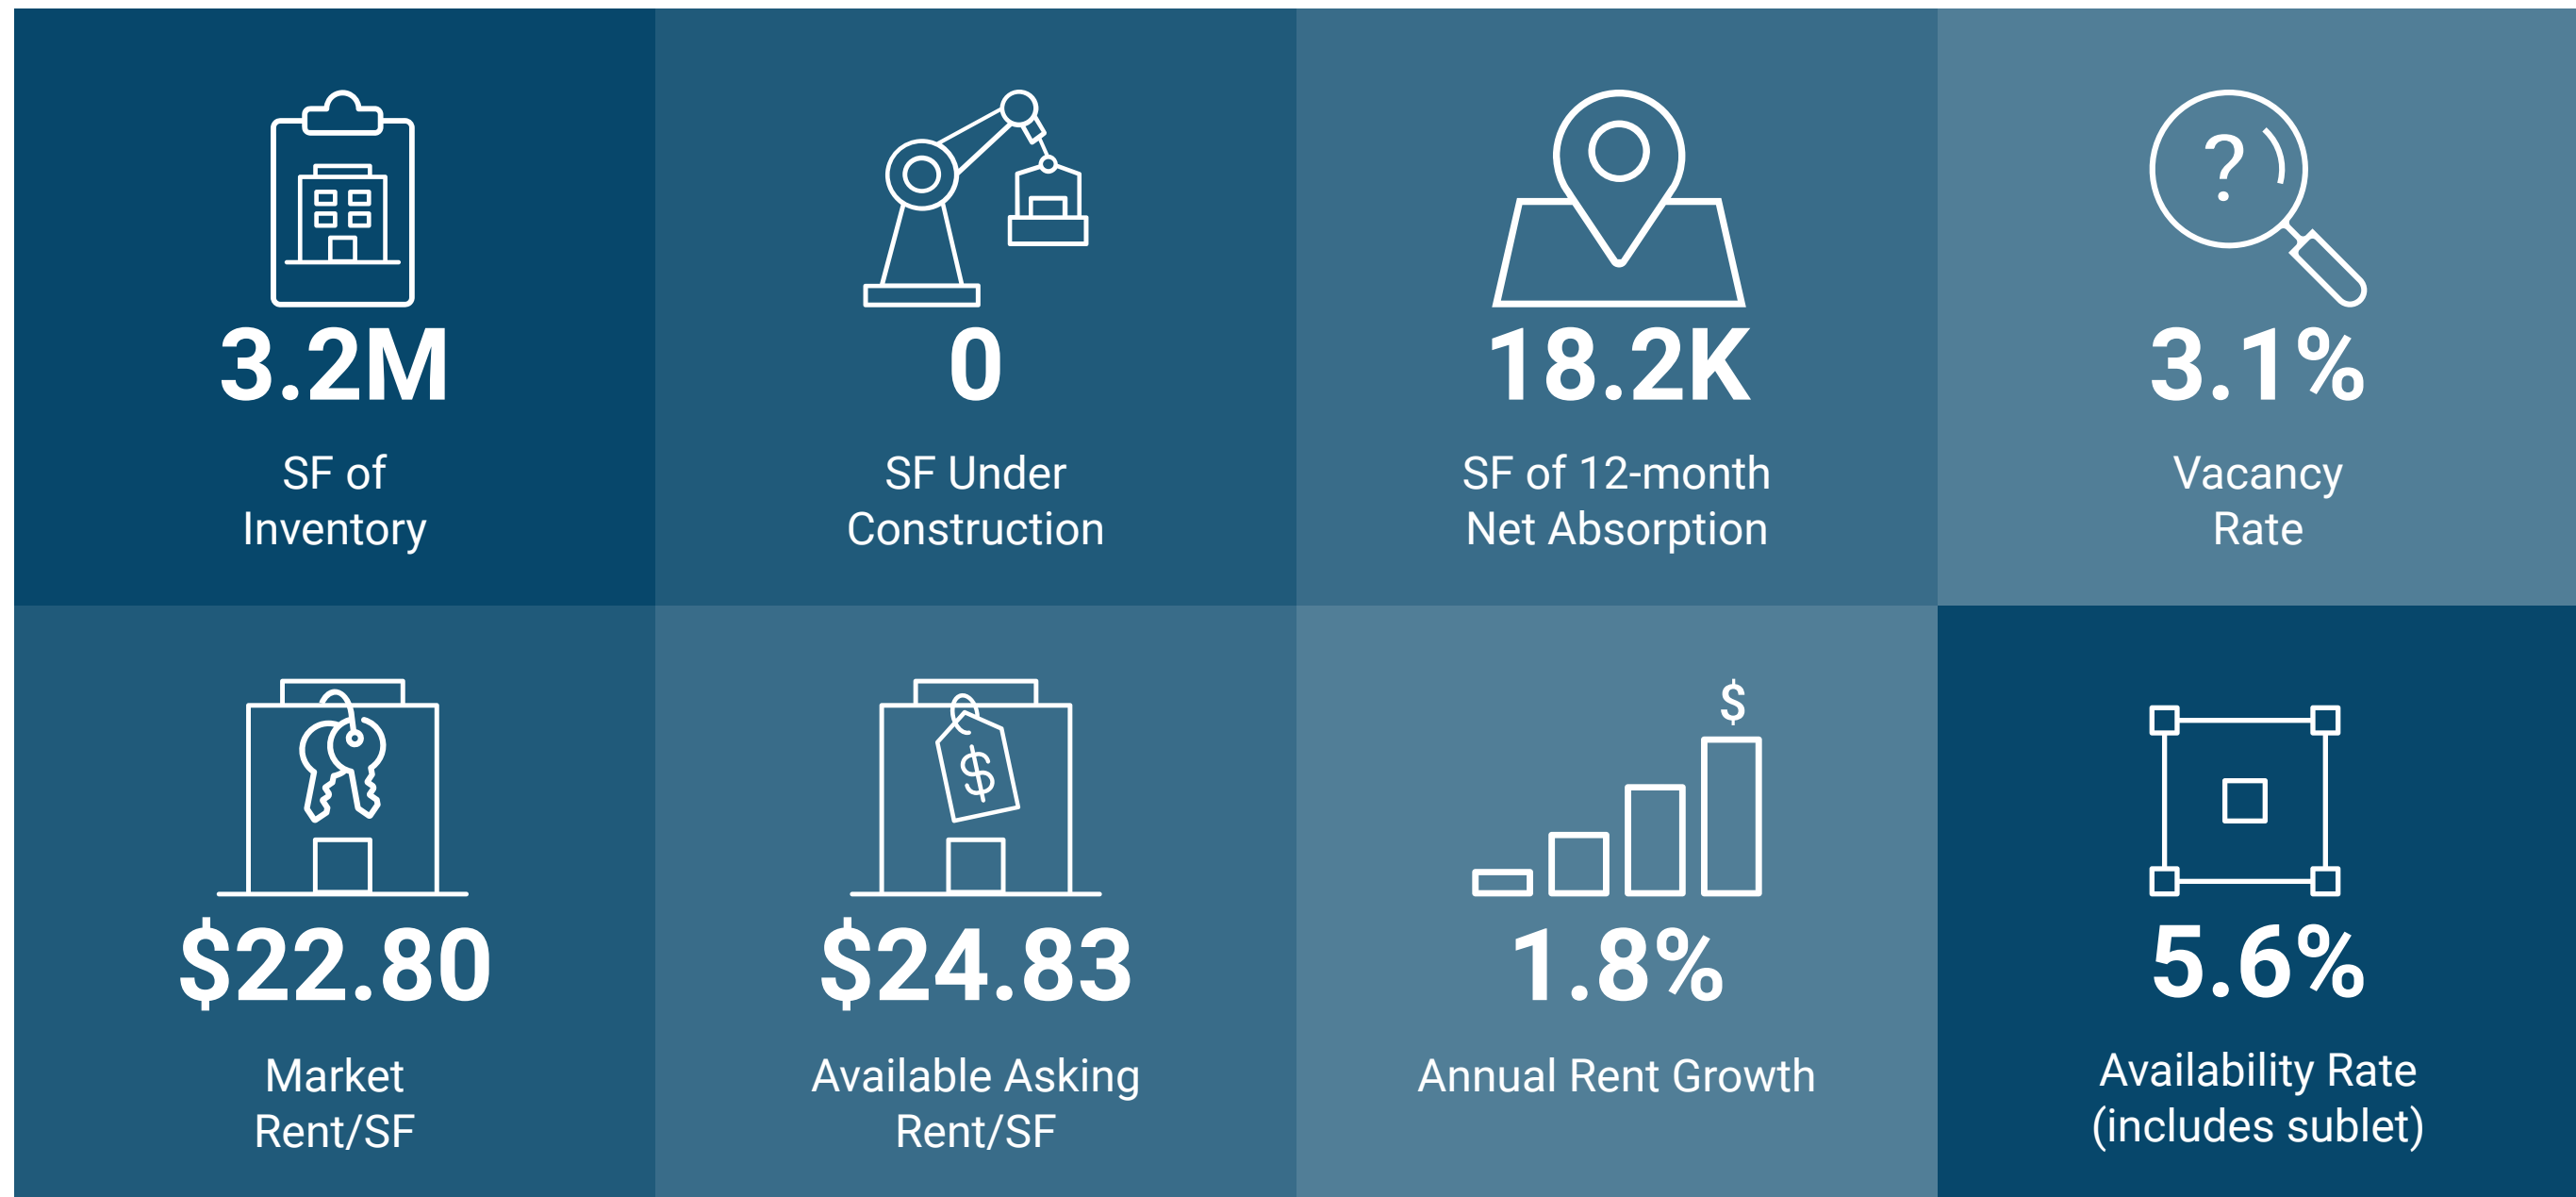 ?
3.2M
SF of
Inventory
0
SF Under
Construction
18.2K
SF of 12-month
Net Absorption
3.1%
Vacancy
Rate
$
$
$22.80
Market
Rent/SF
$24.83
Available Asking
Rent/SF
1.8%
Annual Rent Growth
5.6%
Availability Rate
(includes sublet)